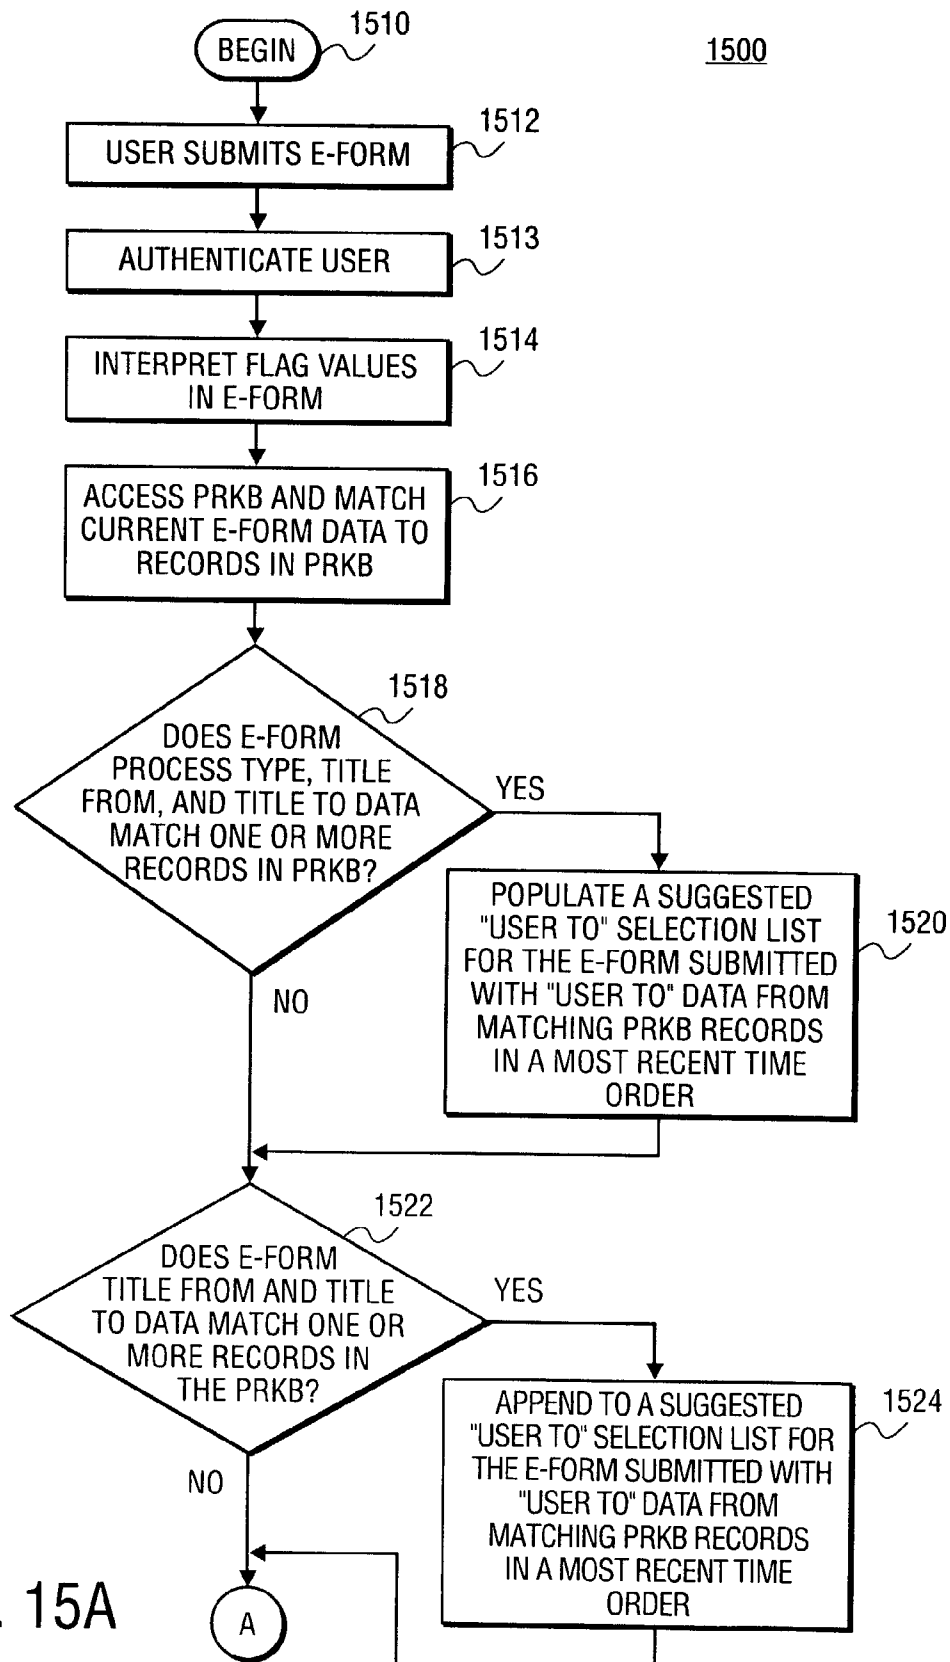 BEGIN
1510
1500
1512
USER SUBMITS E-FORM
1513
AUTHENTICATE USER
1514
INTERPRET FLAG VALUES
IN E-FORM
1516
ACCESS PRKB AND MATCH
CURRENT E-FORM DATA TO
RECORDS IN PRKB
1518
DOES E-FORM
PROCESS TYPE, TITLE
FROM, AND TITLE TO DATA
MATCH ONE OR MORE
RECORDS IN PRKB?
YES
NO
1520
POPULATE A SUGGESTED
"USER TO" SELECTION LIST
FOR THE E-FORM SUBMITTED
WITH "USER TO" DATA FROM
MATCHING PRKB RECORDS
IN A MOST RECENT TIME
ORDER
1522
DOES E-FORM
TITLE FROM AND TITLE
TO DATA MATCH ONE OR
MORE RECORDS IN
THE PRKB?
YES
NO
1524
APPEND TO A SUGGESTED
"USER TO" SELECTION LIST FOR
THE E-FORM SUBMITTED WITH
"USER TO" DATA FROM
MATCHING PRKB RECORDS
IN A MOST RECENT TIME
ORDER
A
. 15A